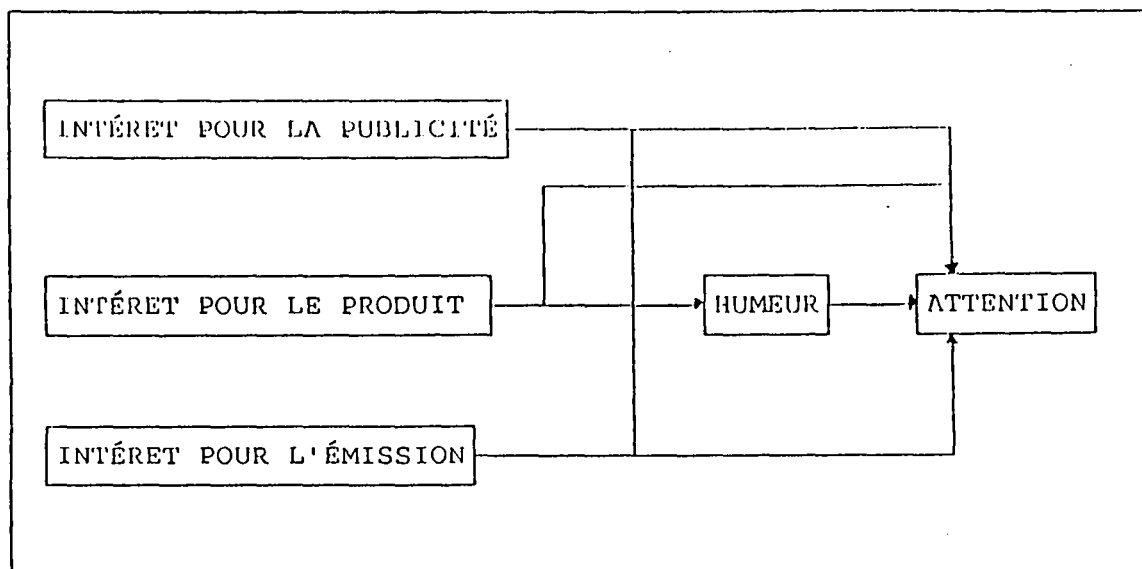 INTÉRET POUR LA PUBLICITÉ
INTÉRET POUR LE PRODUIT
HUMEUR
ATTENTION
INTÉRET POUR L'ÉMISSION